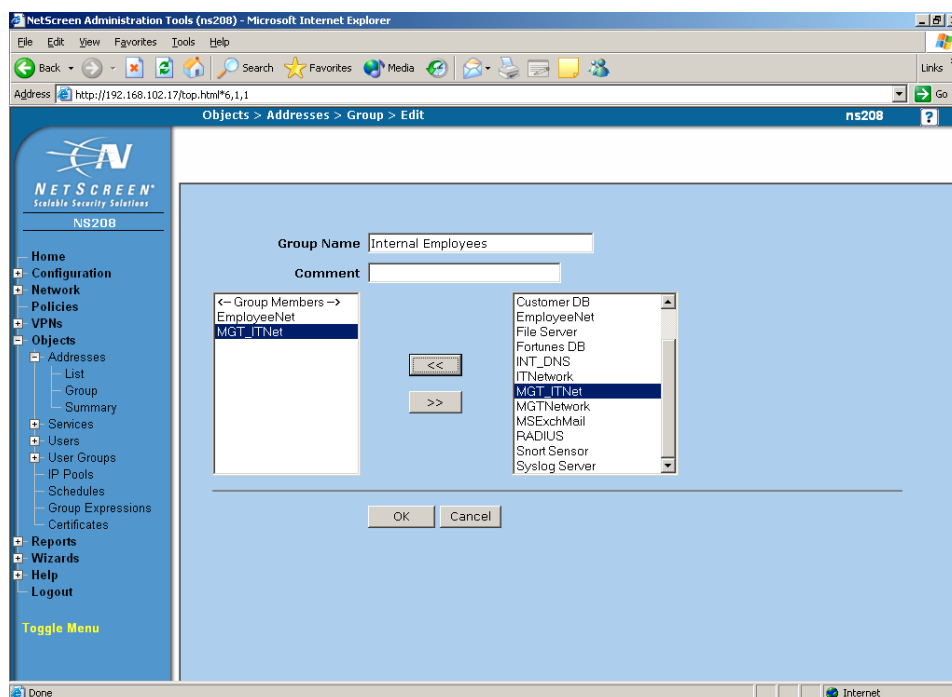 NetScreen Administration Tools (ns208) - Microsoft Internet Explorer
File Edit View Favorites Tools Help
Back Search Favorites Media Links
Address http://192.168.102.17/top.html*6,1,1 Go
Objects > Addresses > Group > Edit ns208 ?
N
NETSCREEN
Scalable Security Solutions
NS208
Home
Configuration
Network
Policies
VPNs
Objects
Addresses
List
Group
Summary
Services
Users
User Groups
IP Pools
Schedules
Group Expressions
Certificates
Reports
Wizards
Help
Logout
Toggle Menu
Group Name Internal Employees
Comment
<-- Group Members -->
EmployeeNet
MGT_ITNet
<<
>>
Customer DB
EmployeeNet
File Server
Fortunes DB
INT_DNS
ITNetwork
MGT_ITNet
MGTNetwork
MSExchMail
RADIUS
Snort Sensor
Syslog Server
OK Cancel
Done Internet